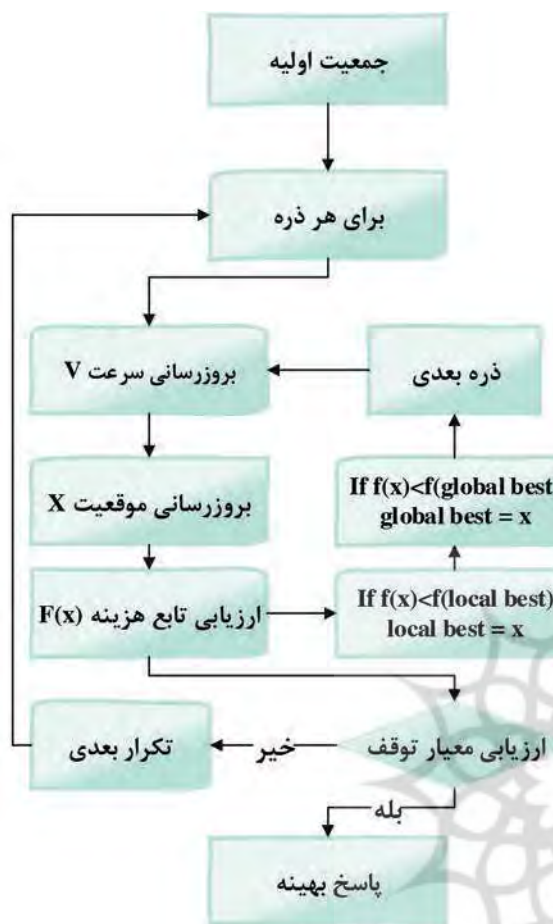 جمعیت اولیه
برای هر ذره
بروزرسانی سرعت V
ذره بعدی
بروزرسانی موقعیت X
If f(x)<f(global best)
global best = x
ارزیابی تابع هزینه F(x)
If f(x)<f(local best)
local best = x
ارزیابی معیار توقف
خیر
تکرار بعدی
بله
پاسخ بهینه